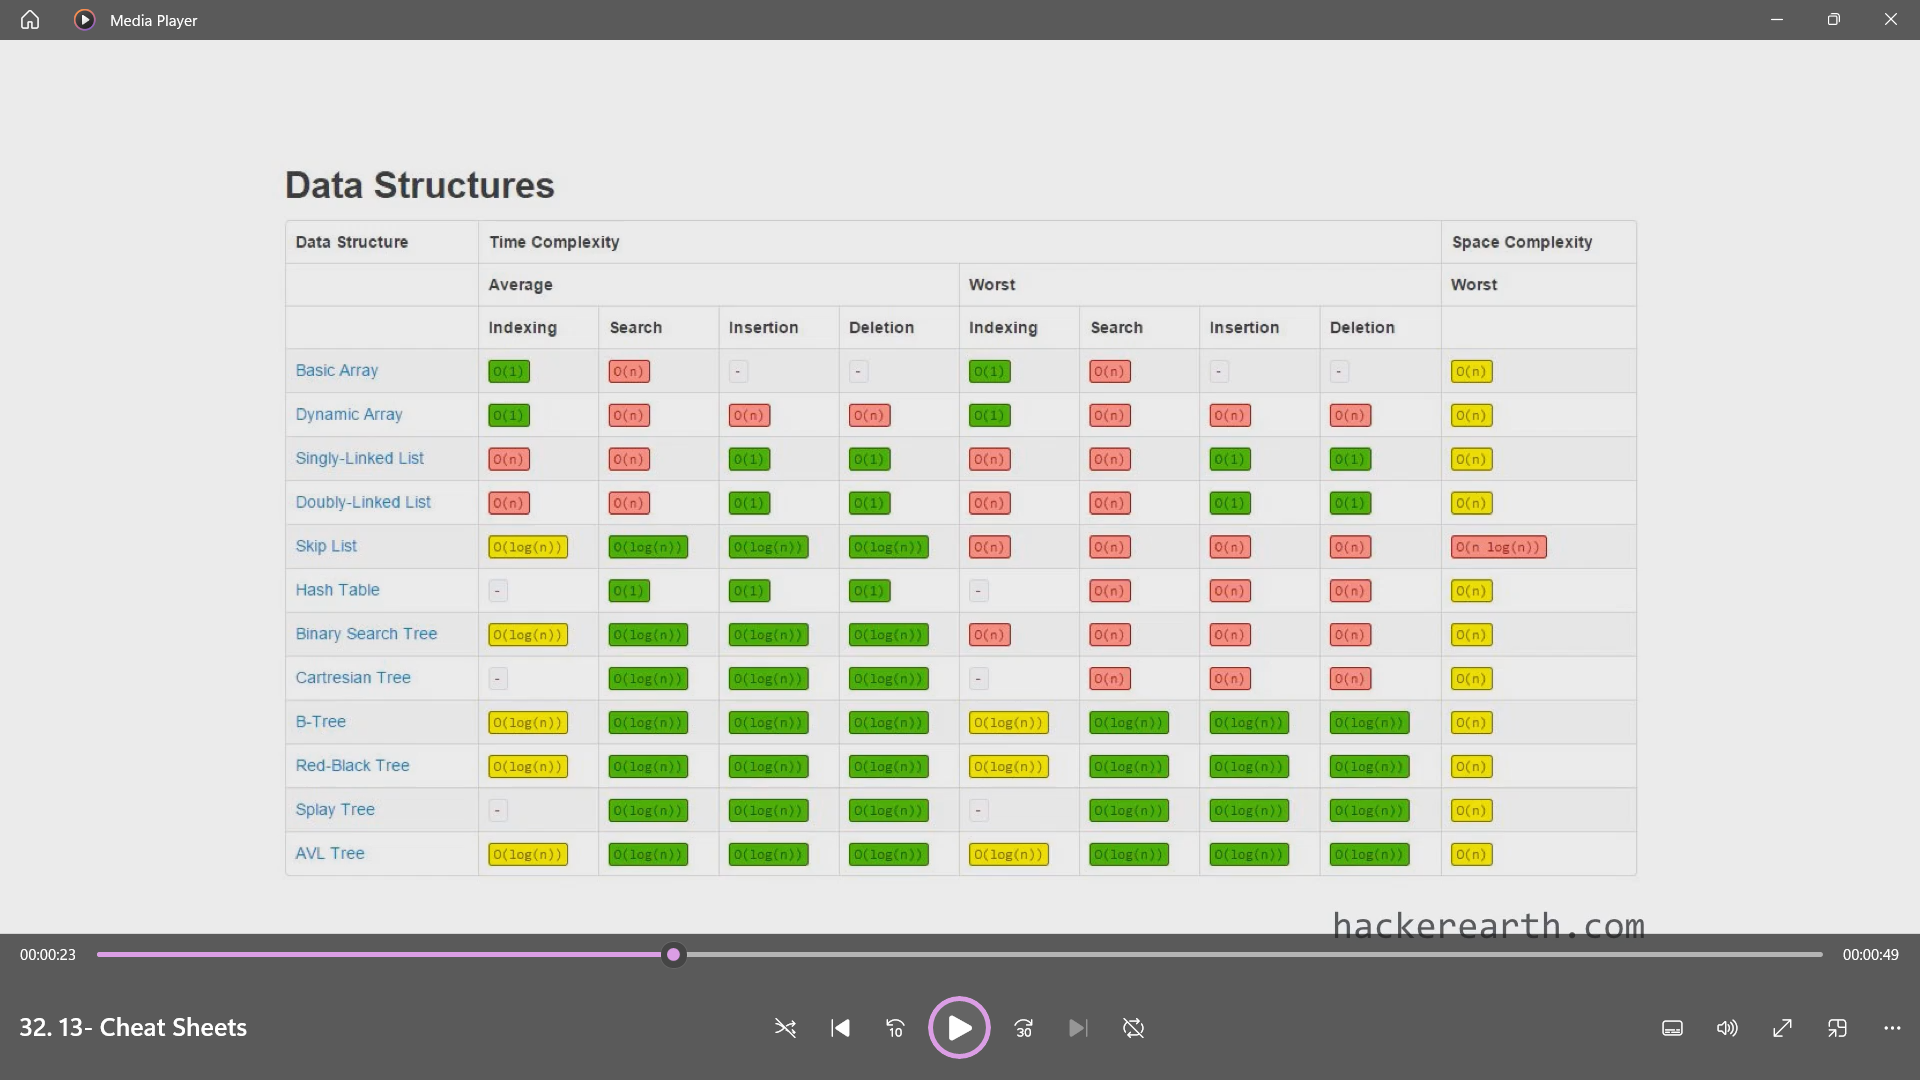 Media Player
Data Structures
Data Structure Time Complexity Space Complexity
Average Worst Worst
Indexing Search Insertion Deletion Indexing Search Insertion Deletion
Basic Array O(1) O(n) - - O(1) O(n) - - O(n)
Dynamic Array O(1) O(n) O(n) O(n) O(1) O(n) O(n) O(n) O(n)
Singly-Linked List O(n) O(n) O(1) O(1) O(n) O(n) O(1) O(1) O(n)
Doubly-Linked List O(n) O(n) O(1) O(1) O(n) O(n) O(1) O(1) O(n)
Skip List O(log(n)) O(log(n)) O(log(n)) O(log(n)) O(n) O(n) O(n) O(n) O(n log(n))
Hash Table - O(1) O(1) O(1) - O(n) O(n) O(n) O(n)
Binary Search Tree O(log(n)) O(log(n)) O(log(n)) O(log(n)) O(n) O(n) O(n) O(n) O(n)
Cartresian Tree - O(log(n)) O(log(n)) O(log(n)) - O(n) O(n) O(n) O(n)
B-Tree O(log(n)) O(log(n)) O(log(n)) O(log(n)) O(log(n)) O(log(n)) O(log(n)) O(log(n)) O(n)
Red-Black Tree O(log(n)) O(log(n)) O(log(n)) O(log(n)) O(log(n)) O(log(n)) O(log(n)) O(log(n)) O(n)
Splay Tree - O(log(n)) O(log(n)) O(log(n)) - O(log(n)) O(log(n)) O(log(n)) O(n)
AVL Tree O(log(n)) O(log(n)) O(log(n)) O(log(n)) O(log(n)) O(log(n)) O(log(n)) O(log(n)) O(n)
hackerearth.com
00:00:23 00:00:49
32. 13- Cheat Sheets 10 30